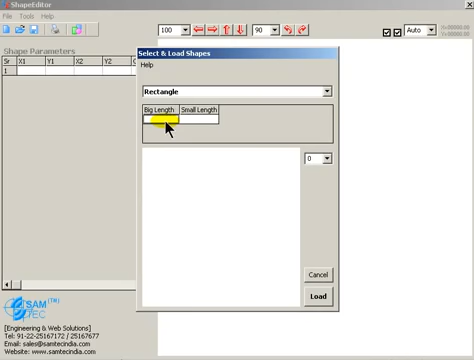 ShapeEditor
File Tools Help
100
90
Auto
Shape Parameters
Sr X1 Y1 X2 Y2
1
Select & Load Shapes
Help
Rectangle
Big Length Small Length
0
Cancel
Load
SAM (TM)
TEC
[Engineering & Web Solutions]
Tel: 91-22-25167172 / 25167677
Email: sales@samtecindia.com
Website: www.samtecindia.com